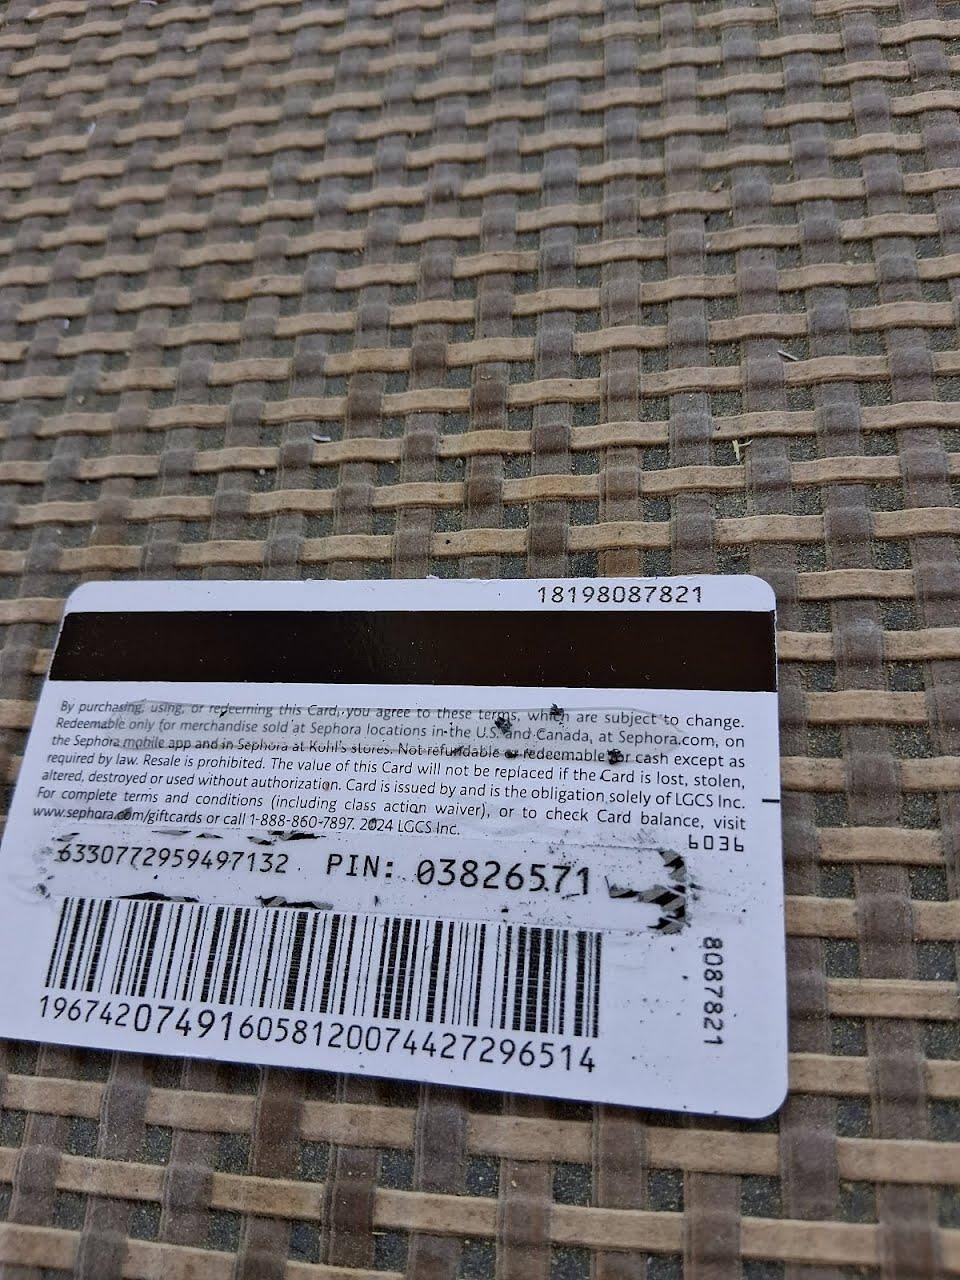 18198087821
By purchasing, using, or redeeming this Card, you agree to these terms, which are subject to change.
Redeemable only for merchandise sold at Sephora locations in the U.S. and Canada, at Sephora.com, on
the Sephora mobile app and in Sephora at Kohl's stores. Not refundable or redeemable for cash except as
required by law. Resale is prohibited. The value of this Card will not be replaced if the Card is lost, stolen,
altered, destroyed or used without authorization. Card is issued by and is the obligation solely of LGCS Inc.
For complete terms and conditions (including class action waiver), or to check Card balance, visit
www.sephora.com/giftcards or call 1-888-860-7897. 2024 LGCS Inc.
6036
6330772959497132 PIN: 03826571
8087821
1967420749160581200744272965​14